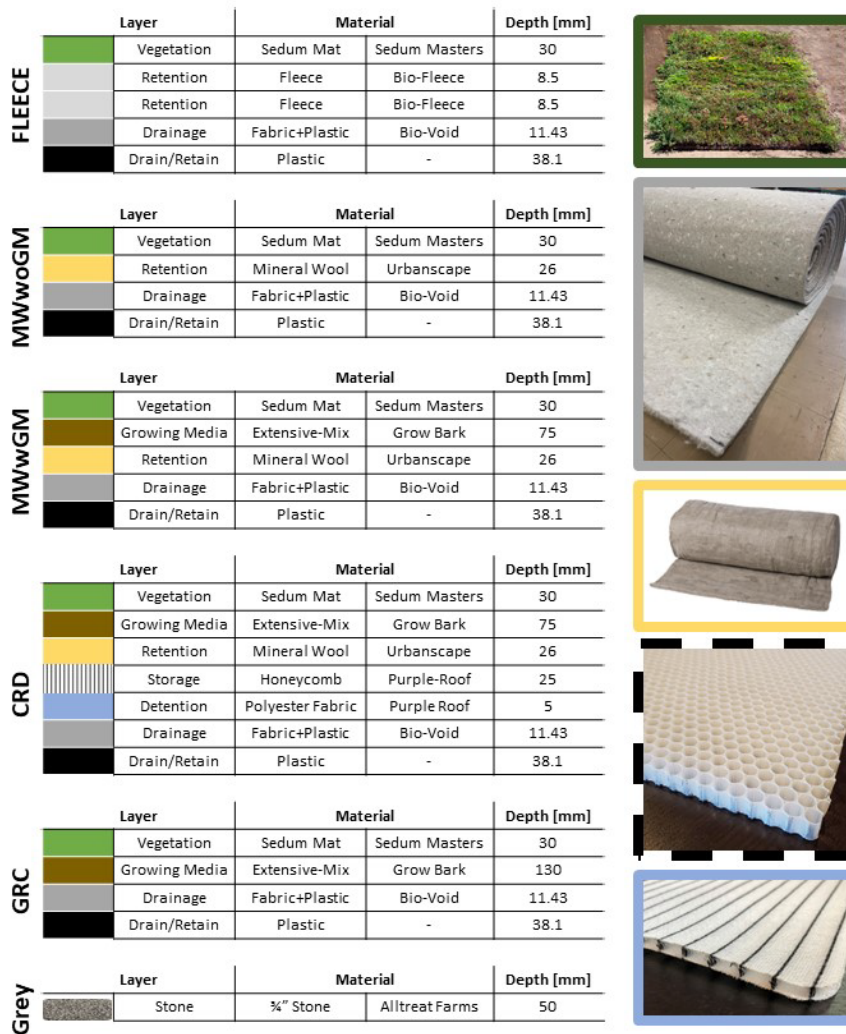 FLEECE
Layer Material Depth [mm]
Vegetation Sedum Mat Sedum Masters 30
Retention Fleece Bio-Fleece 8.5
Retention Fleece Bio-Fleece 8.5
Drainage Fabric+Plastic Bio-Void 11.43
Drain/Retain Plastic - 38.1
MWwoGM
Layer Material Depth [mm]
Vegetation Sedum Mat Sedum Masters 30
Retention Mineral Wool Urbanscape 26
Drainage Fabric+Plastic Bio-Void 11.43
Drain/Retain Plastic - 38.1
MWwGM
Layer Material Depth [mm]
Vegetation Sedum Mat Sedum Masters 30
Growing Media Extensive-Mix Grow Bark 75
Retention Mineral Wool Urbanscape 26
Drainage Fabric+Plastic Bio-Void 11.43
Drain/Retain Plastic - 38.1
CRD
Layer Material Depth [mm]
Vegetation Sedum Mat Sedum Masters 30
Growing Media Extensive-Mix Grow Bark 75
Retention Mineral Wool Urbanscape 26
Storage Honeycomb Purple-Roof 25
Detention Polyester Fabric Purple Roof 5
Drainage Fabric+Plastic Bio-Void 11.43
Drain/Retain Plastic - 38.1
GRC
Layer Material Depth [mm]
Vegetation Sedum Mat Sedum Masters 30
Growing Media Extensive-Mix Grow Bark 130
Drainage Fabric+Plastic Bio-Void 11.43
Drain/Retain Plastic - 38.1
Grey
Layer Material Depth [mm]
Stone ¾” Stone Alltreat Farms 50